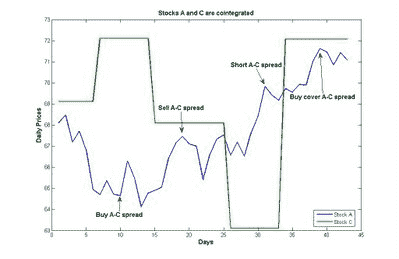 Stocks A and C are cointegrated
Daily Prices
73
72
71
70
69
68
67
66
65
64
63
Short A-C spread
Sell A-C spread
Buy cover A-C spread
Buy A-C spread
Stock A
Stock C
0
5
10
15
20
25
30
35
40
45
Days